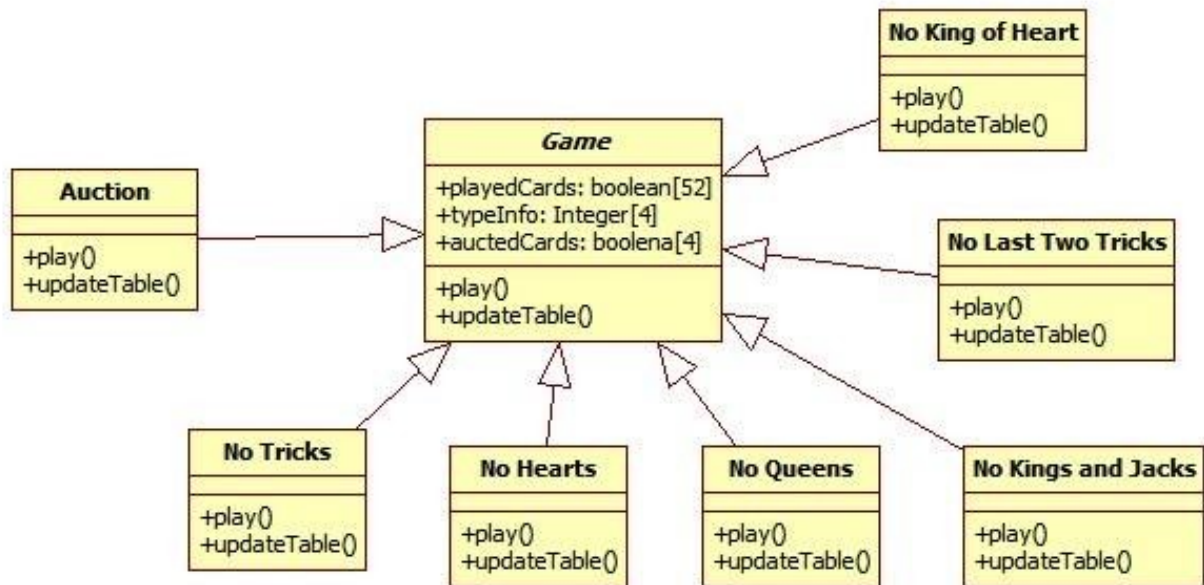 No King of Heart
+play()
+updateTable()
Game
+playedCards: boolean[52]
+typeInfo: Integer[4]
+auctedCards: boolena[4]
+play()
+updateTable()
Auction
+play()
+updateTable()
No Last Two Tricks
+play()
+updateTable()
No Tricks
+play()
+updateTable()
No Hearts
+play()
+updateTable()
No Queens
+play()
+updateTable()
No Kings and Jacks
+play()
+updateTable()